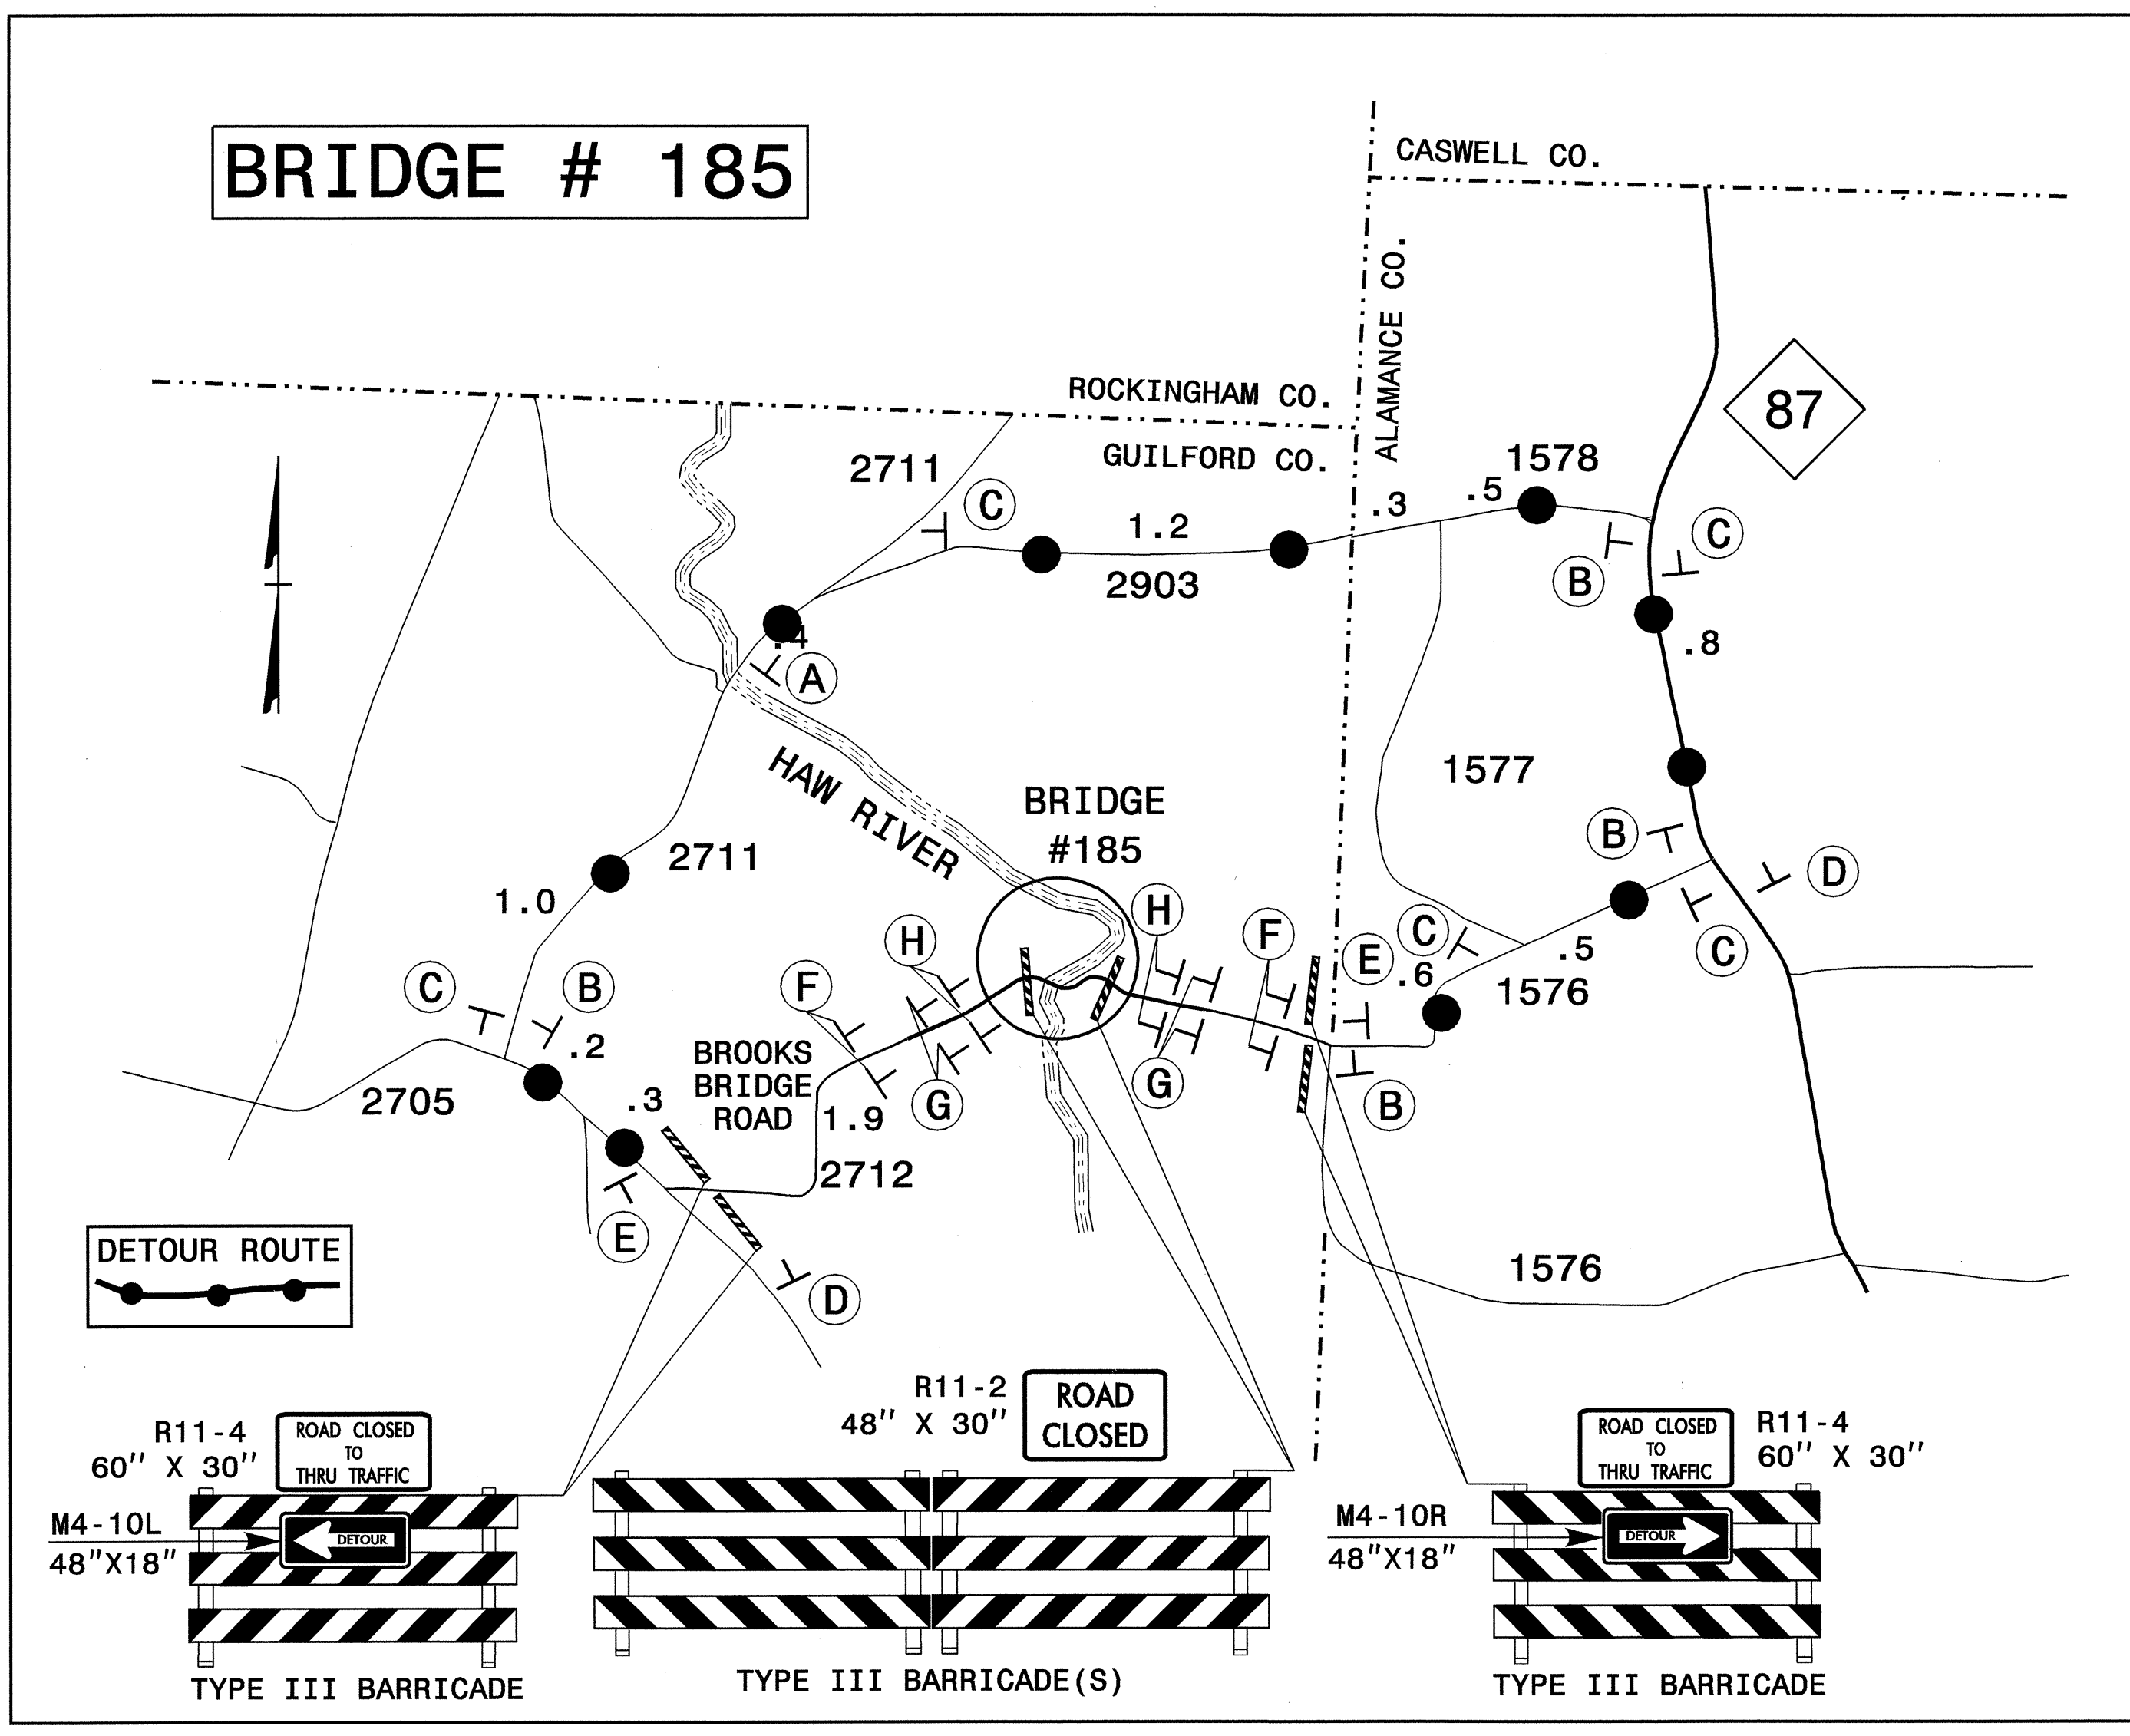 BRIDGE # 185
CASWELL CO.
ALAMANCE CO.
ROCKINGHAM CO.
GUILFORD CO.
87
2711
C
1.2
2903
.3
.5
1578
C
B
.4
A
.8
HAW RIVER
BRIDGE
#185
1577
B
D
2711
1.0
C
B
.2
H
F
H
F
E
C
.6
.5
1576
C
BROOKS
BRIDGE
ROAD
G
G
B
2705
.3
1.9
2712
E
D
1576
DETOUR ROUTE
R11-4
60" X 30"
ROAD CLOSED
TO
THRU TRAFFIC
M4-10L
48"X18"
DETOUR
TYPE III BARRICADE
R11-2
48" X 30"
ROAD
CLOSED
TYPE III BARRICADE(S)
ROAD CLOSED
TO
THRU TRAFFIC
R11-4
60" X 30"
M4-10R
48"X18"
DETOUR
TYPE III BARRICADE